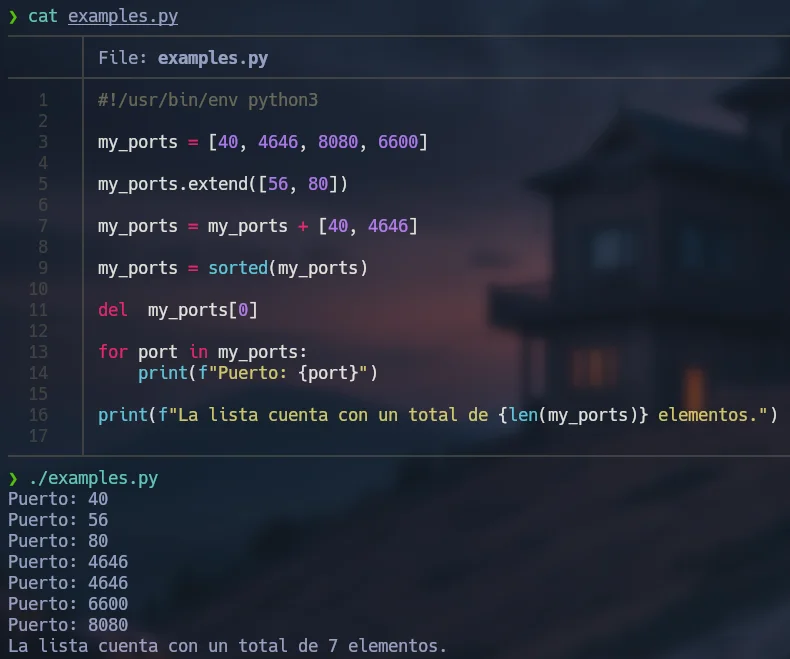 ❯ cat examples.py
File: examples.py
1 #!/usr/bin/env python3
2
3 my_ports = [40, 4646, 8080, 6600]
4
5 my_ports.extend([56, 80])
6
7 my_ports = my_ports + [40, 4646]
8
9 my_ports = sorted(my_ports)
10
11 del  my_ports[0]
12
13 for port in my_ports:
14     print(f"Puerto: {port}")
15
16 print(f"La lista cuenta con un total de {len(my_ports)} elementos.")
17
❯ ./examples.py
Puerto: 40
Puerto: 56
Puerto: 80
Puerto: 4646
Puerto: 4646
Puerto: 6600
Puerto: 8080
La lista cuenta con un total de 7 elementos.